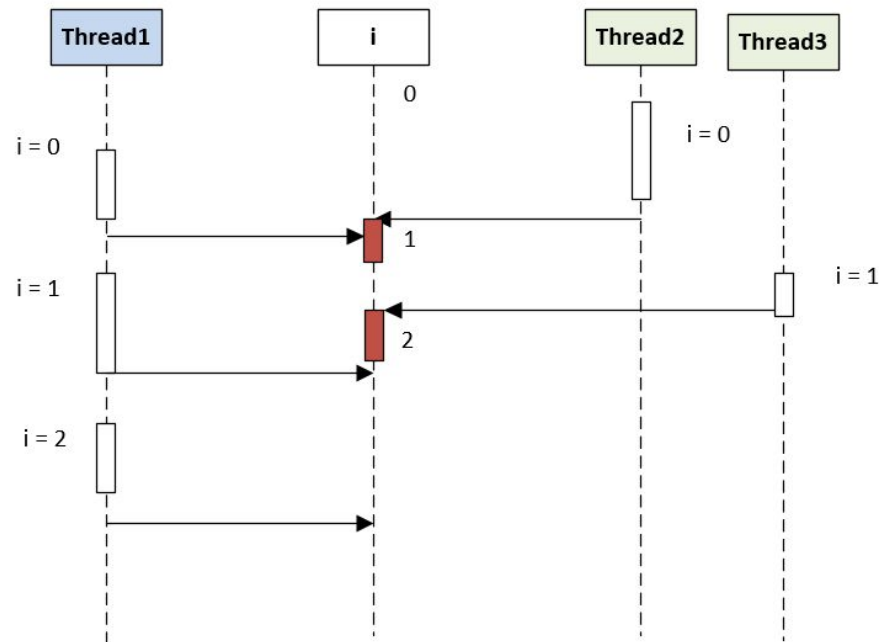 Thread1
i
Thread2
Thread3
0
i = 0
i = 0
1
i = 1
i = 1
2
i = 2